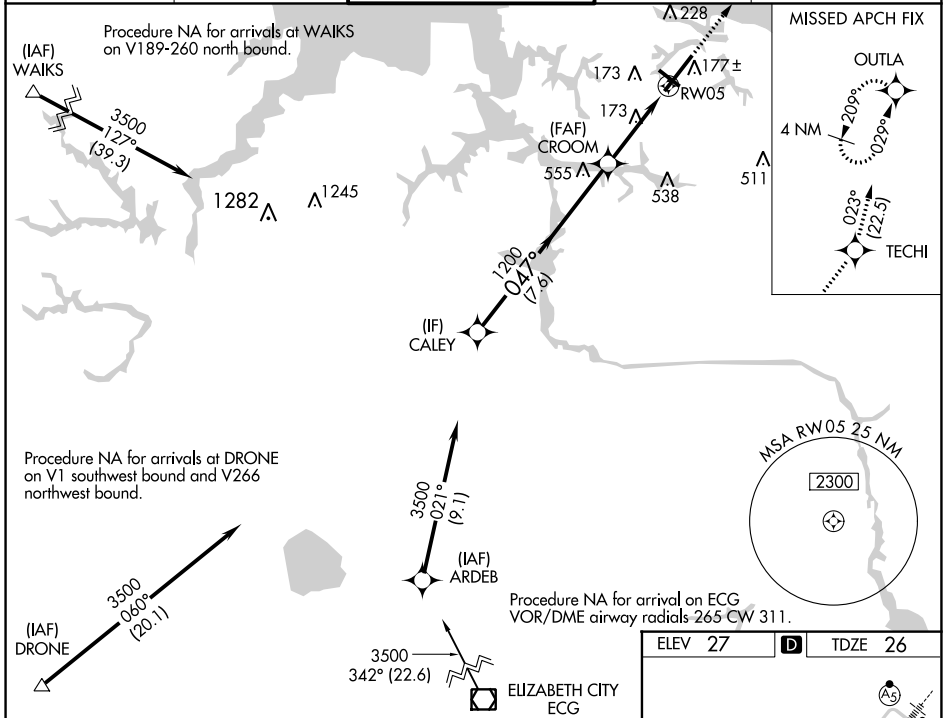 Procedure NA for arrivals at WAIKS
on V189-260 north bound.
(IAF)
WAIKS
3500
127°
(39.3)
1282
1245
228
173
177±
RW05
173
(FAF)
CROOM
555
538
511
1200
047°
(7.6)
(IF)
CALEY
MISSED APCH FIX
OUTLA
4 NM
209°
029°
023°
(22.5)
TECHI
Procedure NA for arrivals at DRONE
on V1 southwest bound and V266
northwest bound.
3500
060°
(20.1)
(IAF)
DRONE
3500
021°
(9.1)
(IAF)
ARDEB
MSA RW05 25 NM
2300
Procedure NA for arrival on ECG
VOR/DME airway radials 265 CW 311.
3500
342° (22.6)
ELIZABETH CITY
ECG
ELEV 27 D TDZE 26
A5